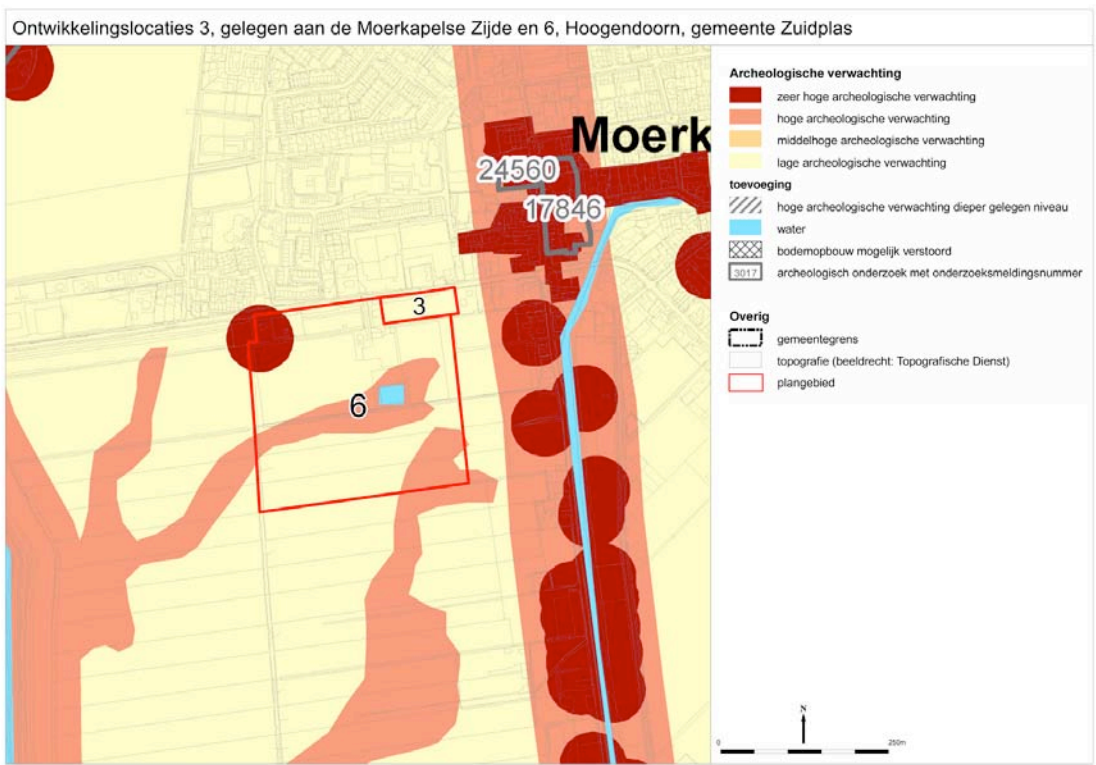 Ontwikkelingslocaties 3, gelegen aan de Moerkapelse Zijde en 6, Hoogendoorn, gemeente Zuidplas
Moerk
24560
17846
3
6
Archeologische verwachting
zeer hoge archeologische verwachting
hoge archeologische verwachting
middelhoge archeologische verwachting
lage archeologische verwachting
toevoeging
hoge archeologische verwachting dieper gelegen niveau
water
bodemopbouw mogelijk verstoord
3017 archeologisch onderzoek met onderzoeksmeldingsnummer
Overig
gemeentegrens
topografie (beeldrecht: Topografische Dienst)
plangebied
N
0 250m